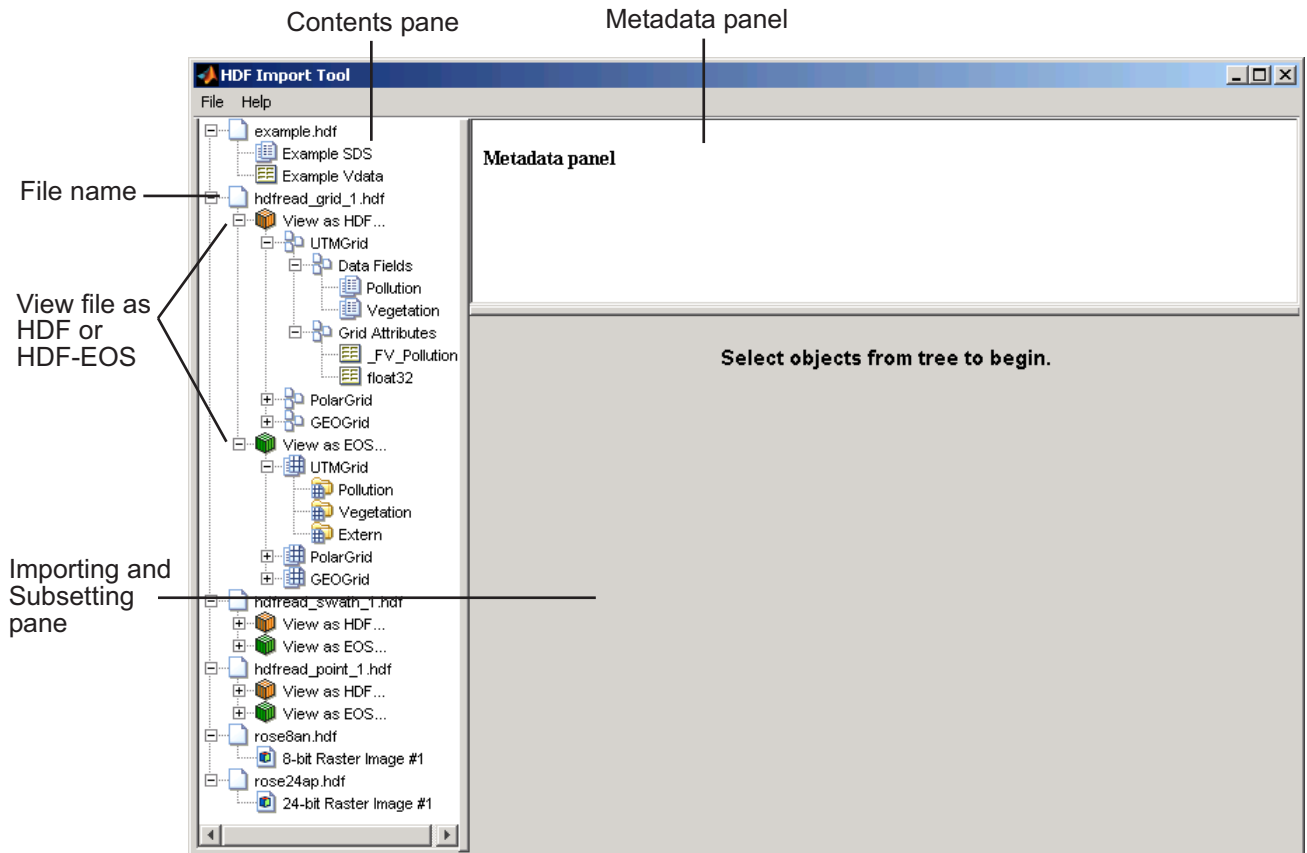 Contents pane
Metadata panel
HDF Import Tool
File Help
example.hdf
Example SDS
Example Vdata
File name
hdfread_grid_1.hdf
View as HDF...
UTMGrid
Data Fields
Pollution
Vegetation
Grid Attributes
_FV_Pollution
float32
PolarGrid
GEOGrid
View file as
HDF or
HDF-EOS
View as EOS...
UTMGrid
Pollution
Vegetation
Extern
PolarGrid
GEOGrid
Importing and
Subsetting
pane
hdfread_swath_1.hdf
View as HDF...
View as EOS...
hdfread_point_1.hdf
View as HDF...
View as EOS...
rose8an.hdf
8-bit Raster Image #1
rose24ap.hdf
24-bit Raster Image #1
Metadata panel
Select objects from tree to begin.